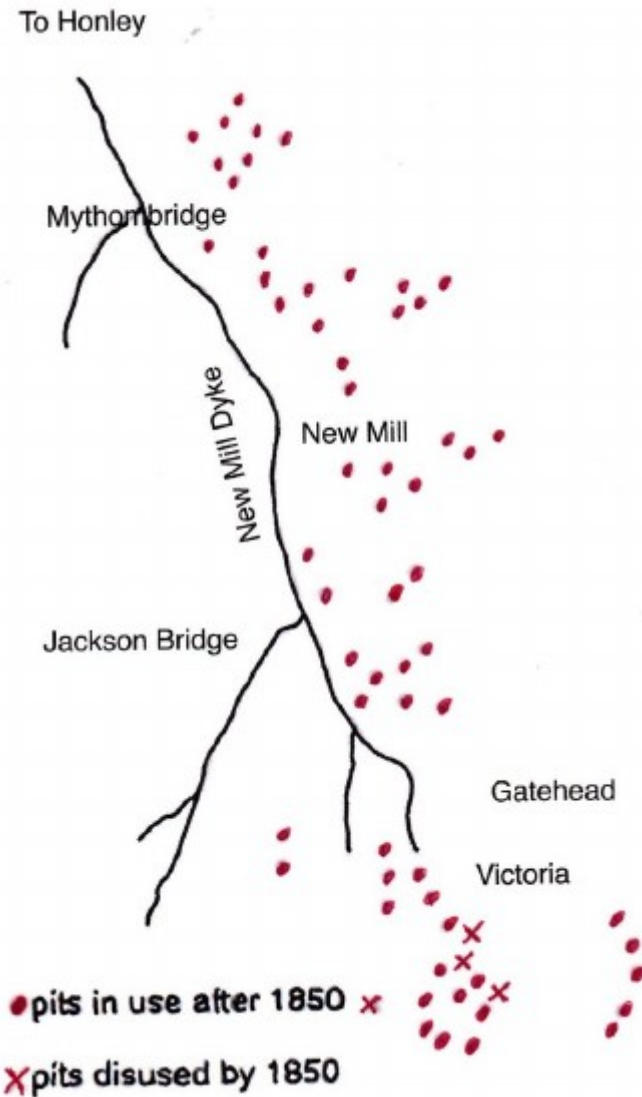 To Honley
Mythombridge
New Mill Dyke
New Mill
Jackson Bridge
Gatehead
Victoria
pits in use after 1850
pits disused by 1850